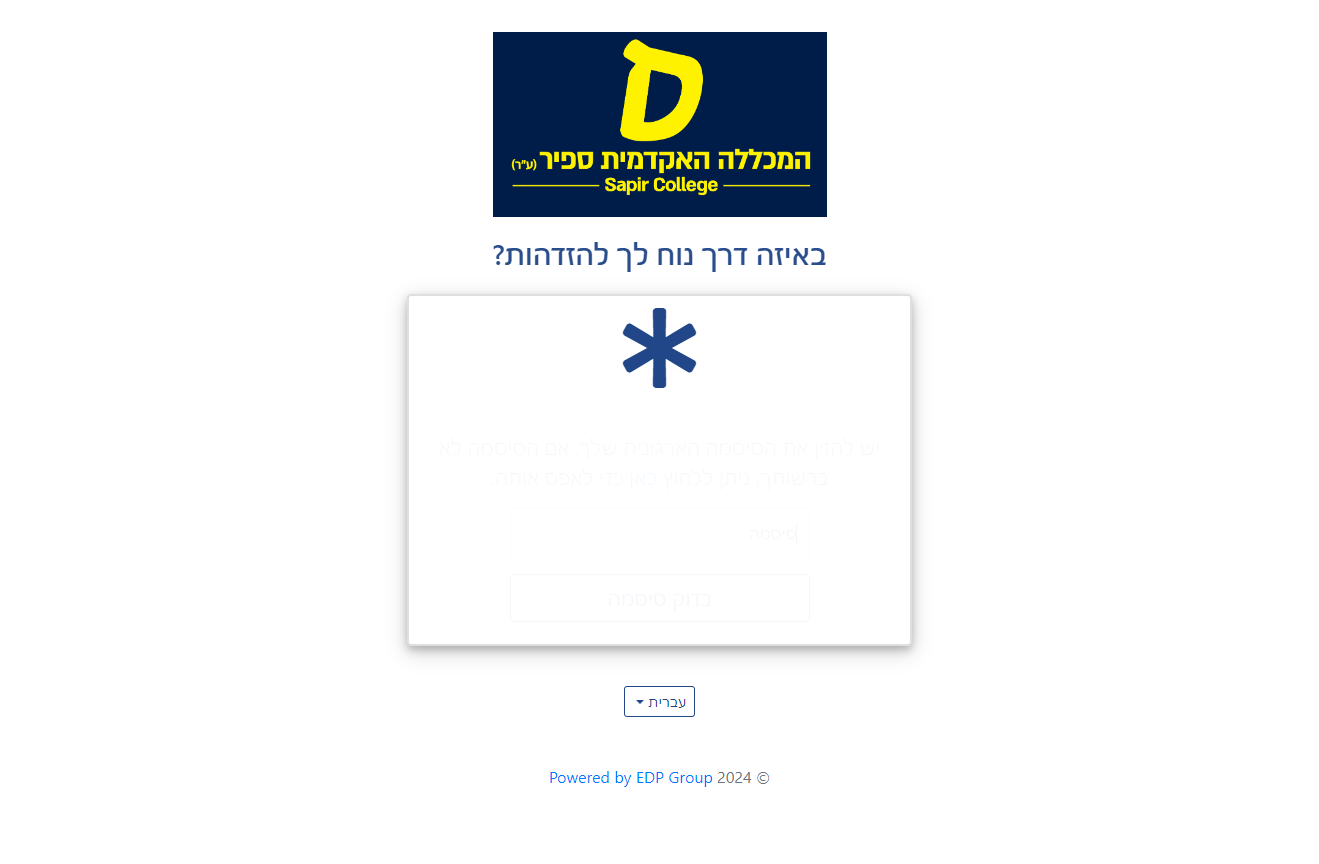 המכללה האקדמית ספיר (ע"ר)
Sapir College
באיזה דרך נוח לך להזדהות?
יש להזין את הסיסמה הארגונית שלך. אם הסיסמה לא
ברשותך, ניתן ללחוץ כאן כדי לאפס אותה.
סיסמה
בדוק סיסמה
עברית
Powered by EDP Group 2024 ©